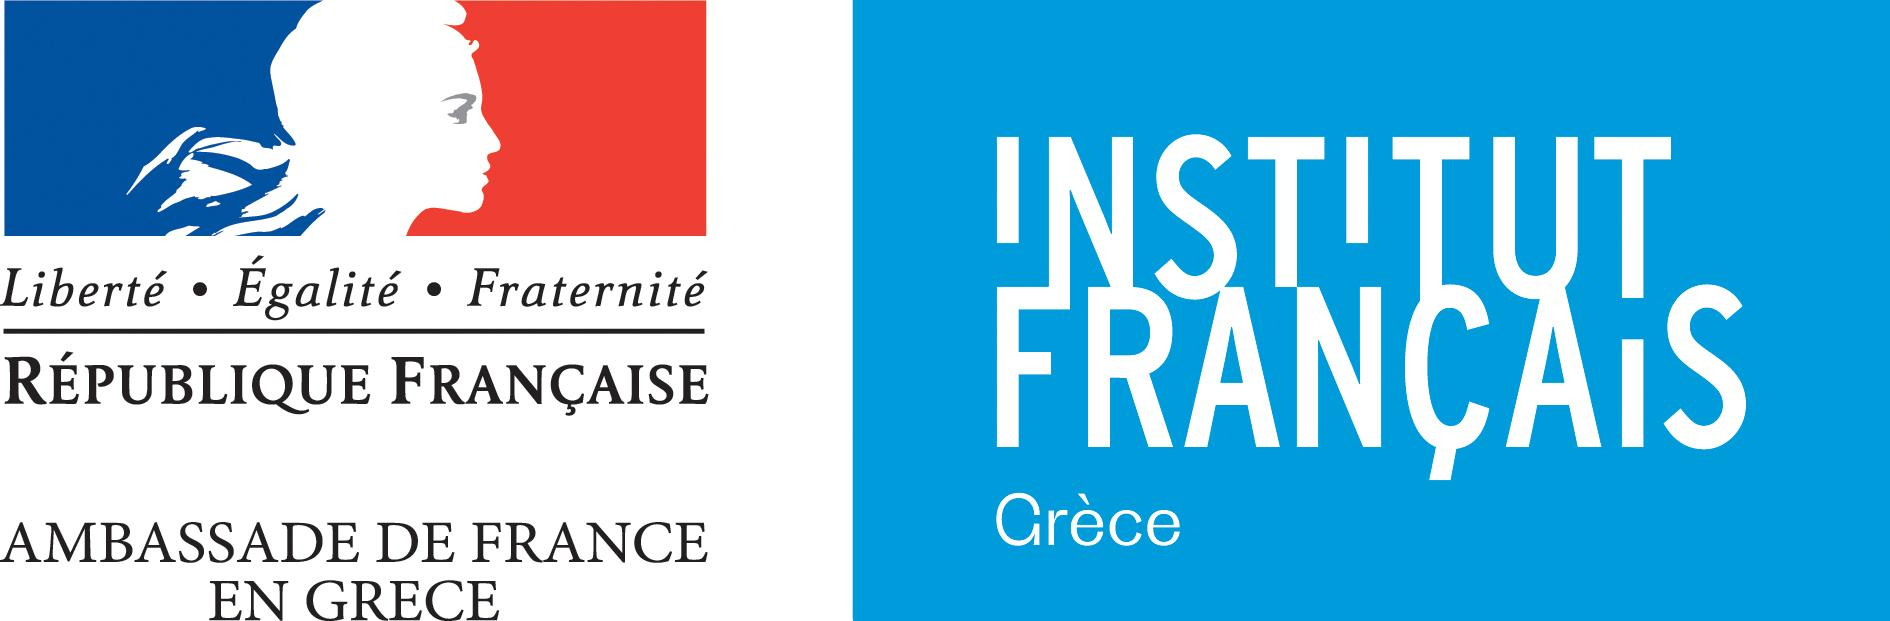 Liberté • Égalité • Fraternité
RÉPUBLIQUE FRANÇAISE
AMBASSADE DE FRANCE
EN GRECE
INSTITUT
FRANÇAiS
Grèce